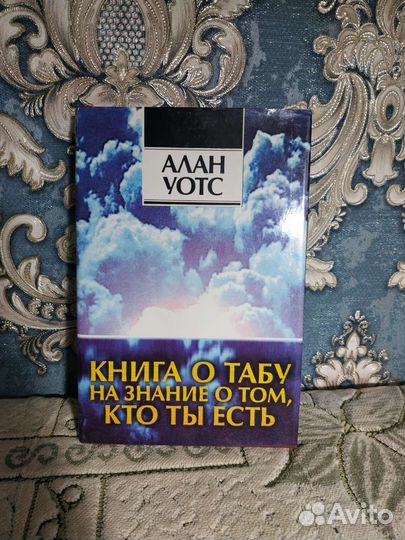 АЛАН
УОТС
КНИГА О ТАБУ
НА ЗНАНИЕ О ТОМ,
КТО ТЫ ЕСТЬ
Avito